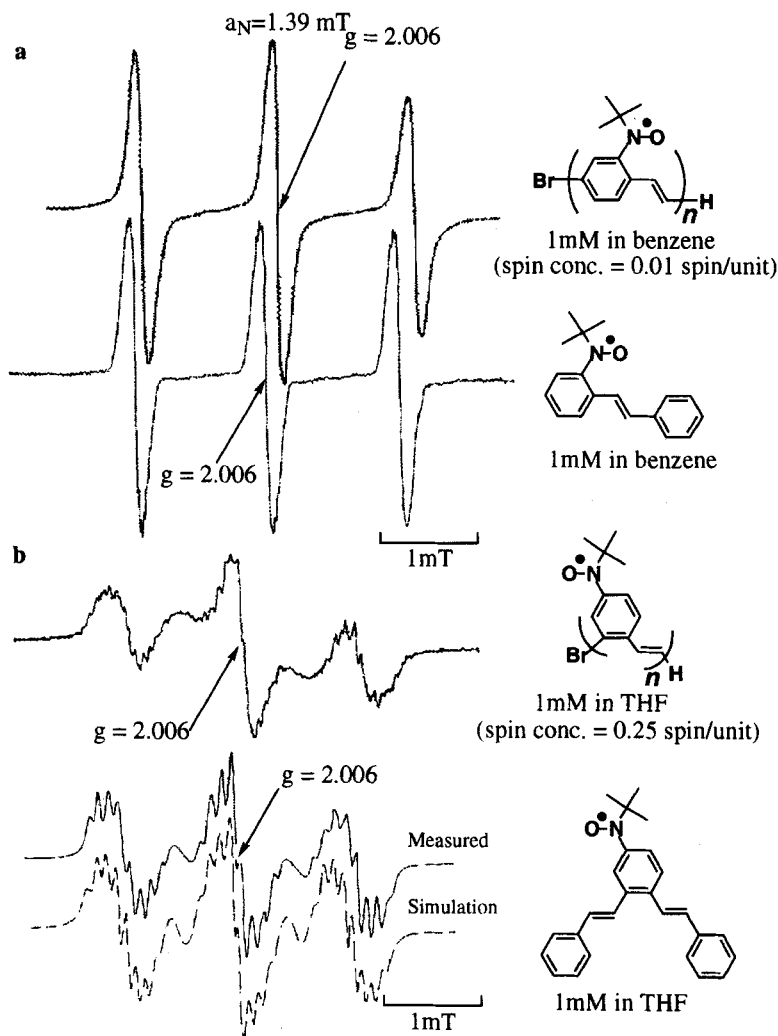 a
aN=1.39 mT
g = 2.006
N–O
Br
n
H
1mM in benzene
(spin conc. = 0.01 spin/unit)
N–O
1mM in benzene
g = 2.006
1mT
b
O–N
Br
n
H
1mM in THF
(spin conc. = 0.25 spin/unit)
g = 2.006
g = 2.006
Measured
Simulation
O–N
1mM in THF
1mT